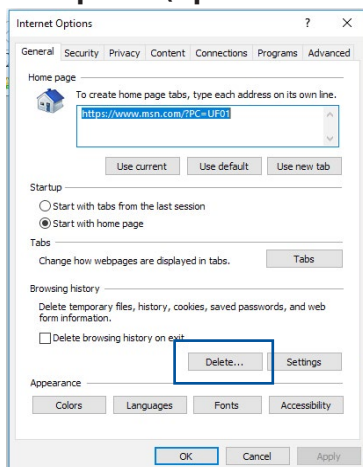 Internet Options ? ×
General Security Privacy Content Connections Programs Advanced
Home page
To create home page tabs, type each address on its own line.
https://www.msn.com/?PC=UF01
Use current Use default Use new tab
Startup
Start with tabs from the last session
Start with home page
Tabs
Change how webpages are displayed in tabs. Tabs
Browsing history
Delete temporary files, history, cookies, saved passwords, and web
form information.
Delete browsing history on exit
Delete... Settings
Appearance
Colors Languages Fonts Accessibility
OK Cancel Apply